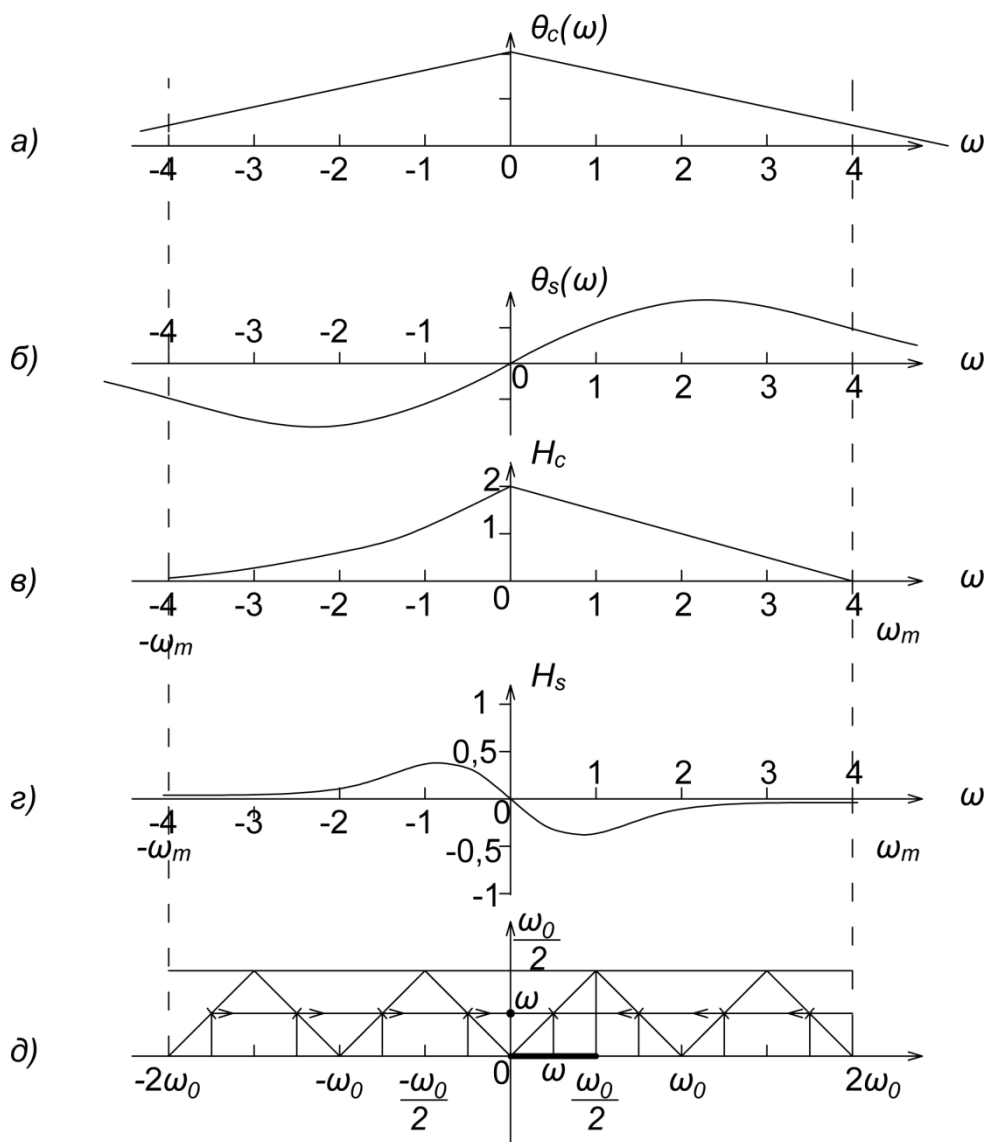 θc(ω)
а)
-4 -3 -2 -1 0 1 2 3 4 ω
θs(ω)
-4 -3 -2 -1
б)
0 1 2 3 4 ω
Hc
2
1
в)
-4 -3 -2 -1 0 1 2 3 4 ω
-ωm ωm
Hs
1
0,5 1 2 3 4
г)
-4 -3 -2 -1 0 ω
-ωm -0,5 ωm
-1
ω0/2
ω
д)
-2ω0 -ω0 -ω0/2 0 ω ω0/2 ω0 2ω0